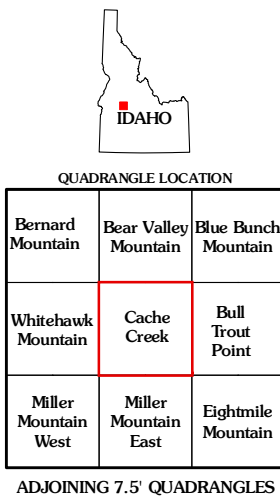 IDAHO
QUADRANGLE LOCATION
Bernard
Mountain
Bear Valley
Mountain
Blue Bunch
Mountain
Whitehawk
Mountain
Cache
Creek
Bull
Trout
Point
Miller
Mountain
West
Miller
Mountain
East
Eightmile
Mountain
ADJOINING 7.5' QUADRANGLES